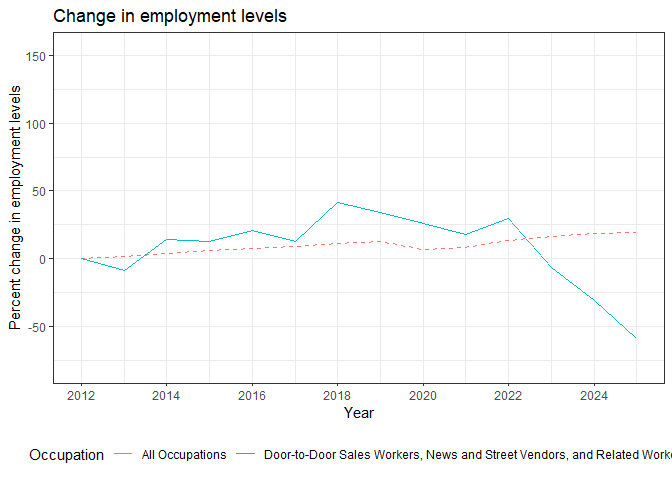 Change in employment levels
150
100
50
0
-50
Percent change in employment levels
2012 2014 2016 2018 2020 2022 2024
Year
Occupation All Occupations Door-to-Door Sales Workers, News and Street Vendors, and Related Worke